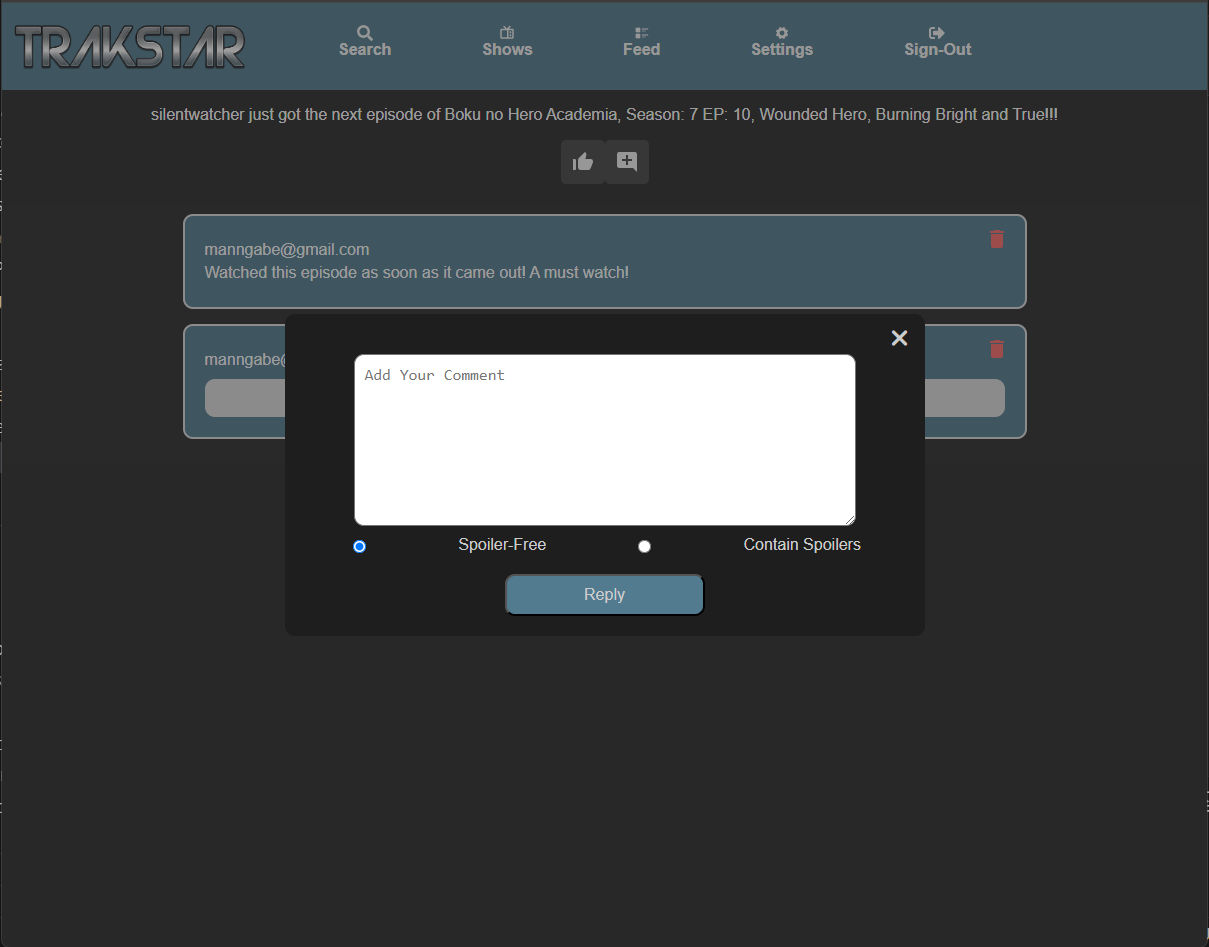 TRAKSTAR
Search
Shows
Feed
Settings
Sign-Out
silentwatcher just got the next episode of Boku no Hero Academia, Season: 7 EP: 10, Wounded Hero, Burning Bright and True!!!
manngabe@gmail.com
Watched this episode as soon as it came out! A must watch!
manngabe@
Add Your Comment
Spoiler-Free
Contain Spoilers
Reply